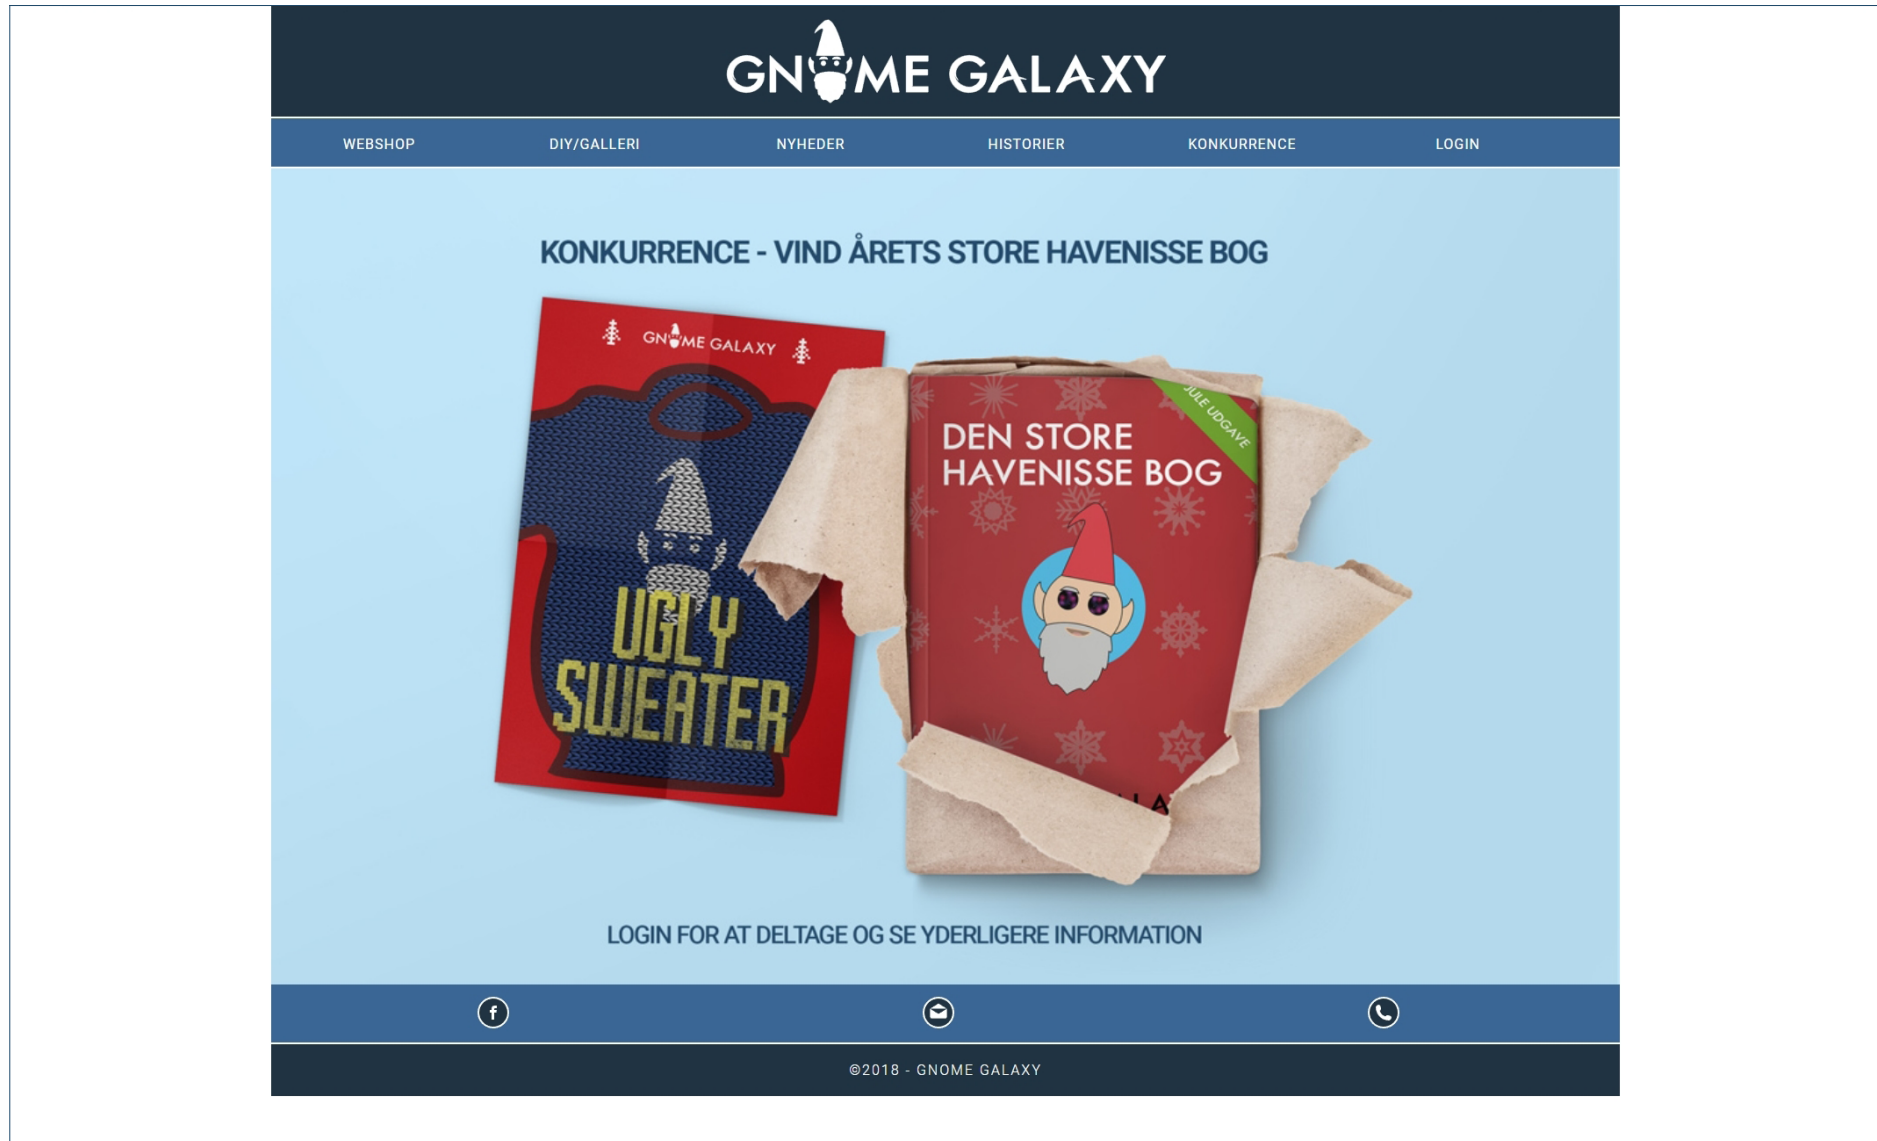 GNOME GALAXY
WEBSHOP DIY/GALLERI NYHEDER HISTORIER KONKURRENCE LOGIN
KONKURRENCE - VIND ÅRETS STORE HAVENISSE BOG
GNOME GALAXY
UGLY
SWEATER
JULE UDGAVE
DEN STORE
HAVENISSE BOG
LOGIN FOR AT DELTAGE OG SE YDERLIGERE INFORMATION
©2018 - GNOME GALAXY